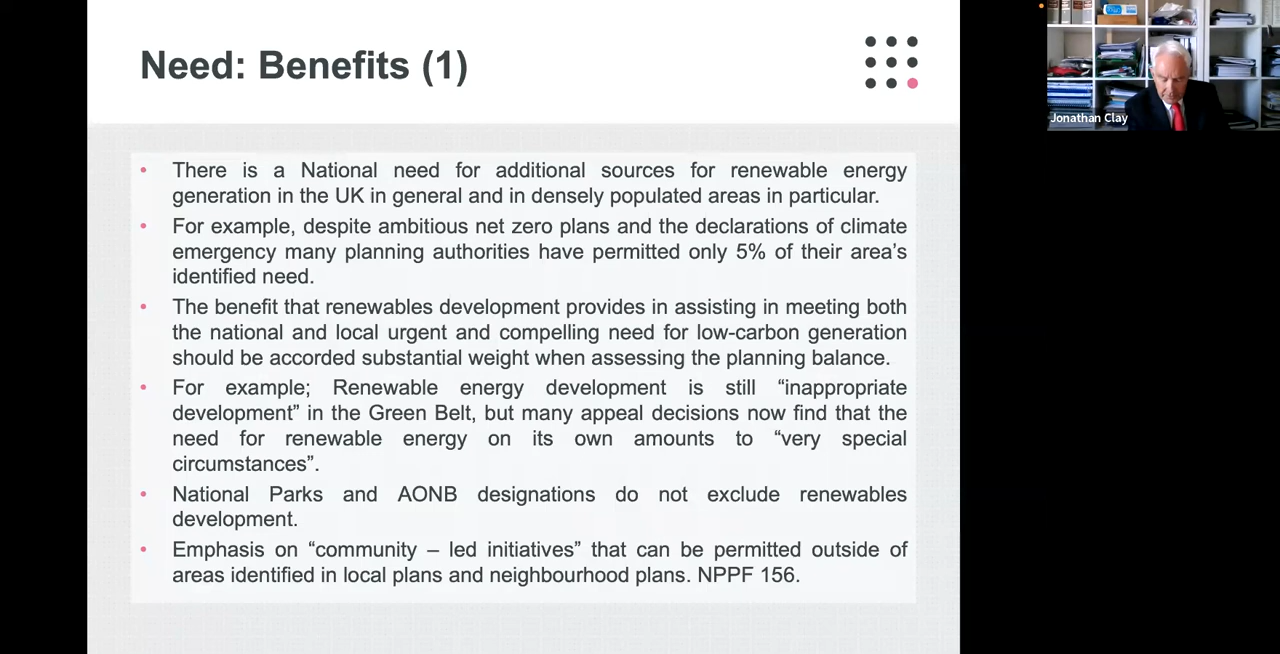 Need: Benefits (1)
• There is a National need for additional sources for renewable energy
generation in the UK in general and in densely populated areas in particular.
• For example, despite ambitious net zero plans and the declarations of climate
emergency many planning authorities have permitted only 5% of their area’s
identified need.
• The benefit that renewables development provides in assisting in meeting both
the national and local urgent and compelling need for low-carbon generation
should be accorded substantial weight when assessing the planning balance.
• For example; Renewable energy development is still “inappropriate
development” in the Green Belt, but many appeal decisions now find that the
need for renewable energy on its own amounts to “very special
circumstances”.
• National Parks and AONB designations do not exclude renewables
development.
• Emphasis on “community – led initiatives” that can be permitted outside of
areas identified in local plans and neighbourhood plans. NPPF 156.
Jonathan Clay